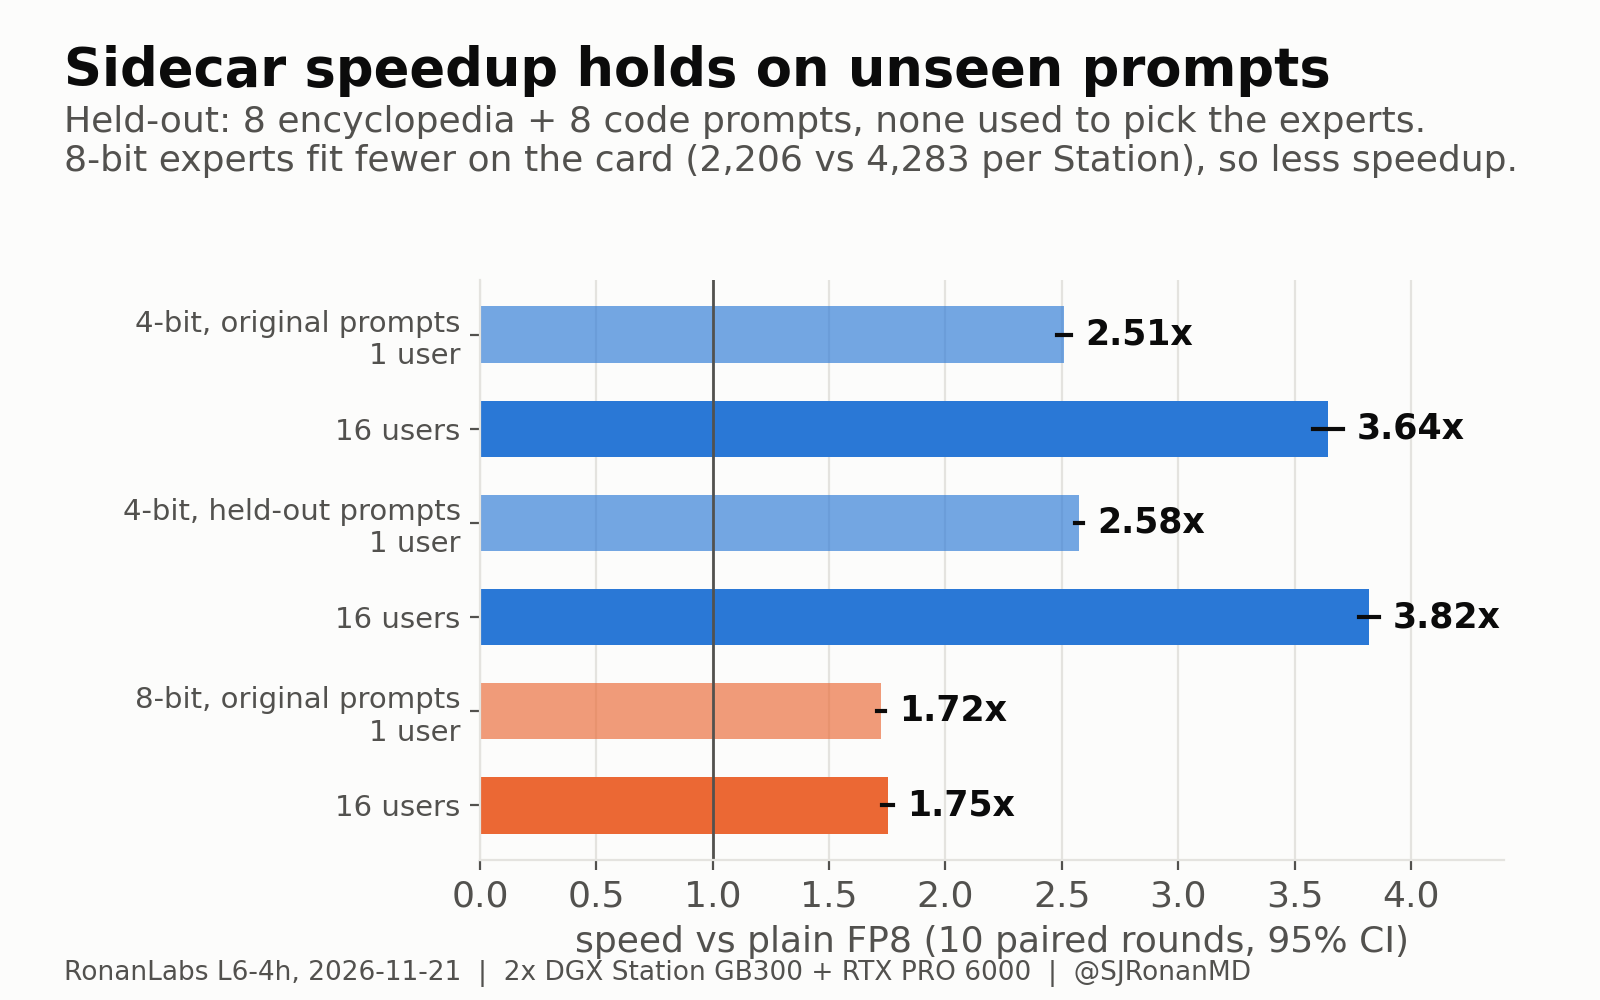 Sidecar speedup holds on unseen prompts
Held-out: 8 encyclopedia + 8 code prompts, none used to pick the experts.
8-bit experts fit fewer on the card (2,206 vs 4,283 per Station), so less speedup.
4-bit, original prompts
1 user
2.51x
16 users
3.64x
4-bit, held-out prompts
1 user
2.58x
16 users
3.82x
8-bit, original prompts
1 user
1.72x
16 users
1.75x
0.0 0.5 1.0 1.5 2.0 2.5 3.0 3.5 4.0
speed vs plain FP8 (10 paired rounds, 95% CI)
RonanLabs L6-4h, 2026-11-21 | 2x DGX Station GB300 + RTX PRO 6000 | @SJRonanMD